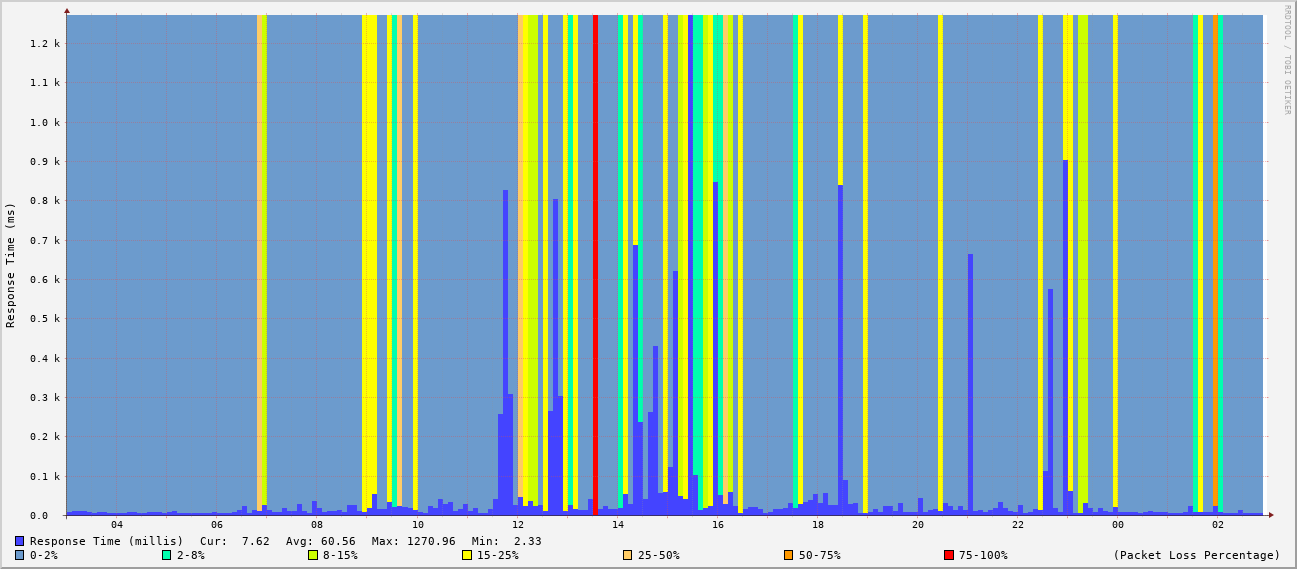 RRDTOOL / TOBI OETIKER
Response Time (ms)
1.2 k
1.1 k
1.0 k
0.9 k
0.8 k
0.7 k
0.6 k
0.5 k
0.4 k
0.3 k
0.2 k
0.1 k
0.0
04 06 08 10 12 14 16 18 20 22 00 02
Response Time (millis) Cur: 7.62 Avg: 60.56 Max: 1270.96 Min: 2.33
0-2% 2-8% 8-15% 15-25% 25-50% 50-75% 75-100% (Packet Loss Percentage)